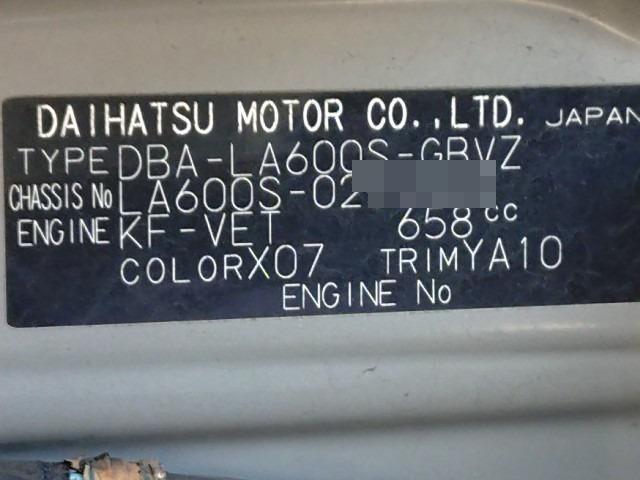 DAIHATSU MOTOR CO.,LTD. JAPAN
TYPE DBA-LA600S-GBVZ
CHASSIS No LA600S-02
ENGINE KF-VET 658cc
COLOR X07 TRIM YA10
ENGINE No